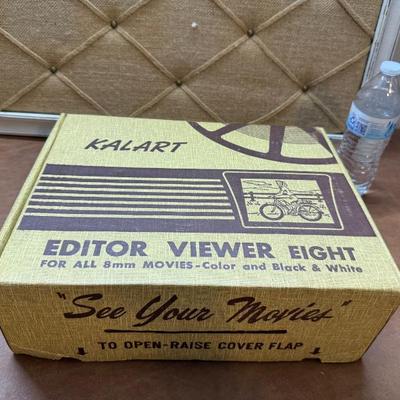 KALART
EDITOR VIEWER EIGHT
FOR ALL 8mm MOVIES-Color and Black & White
"See Your Movies"
TO OPEN-RAISE COVER FLAP